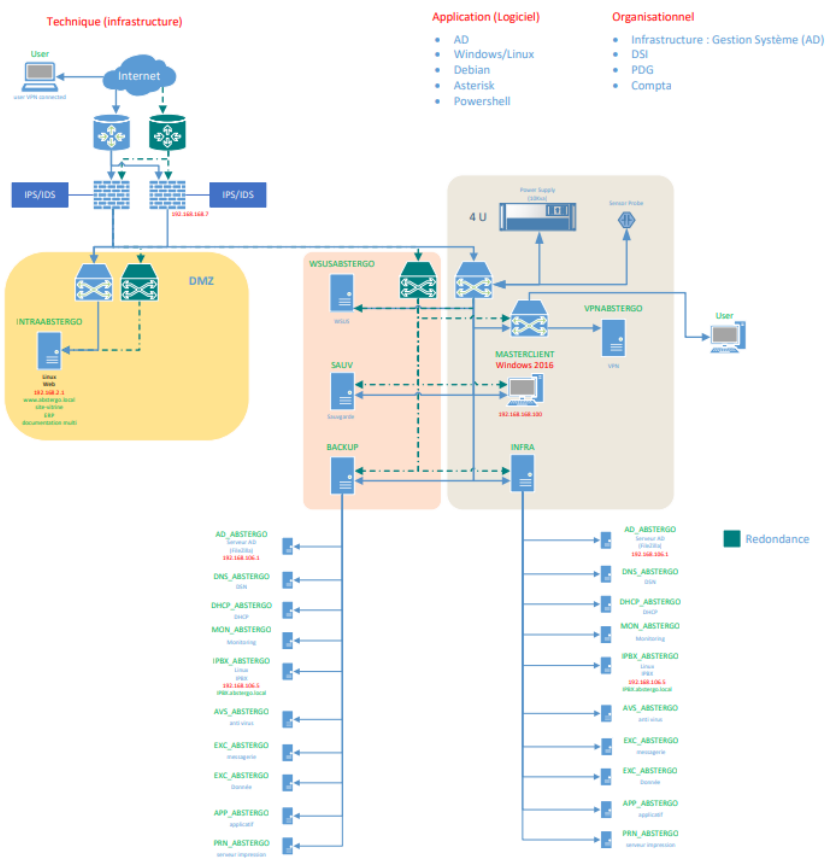 Technique (infrastructure)
Application (Logiciel)
• AD
• Windows/Linux
• Debian
• Asterisk
• Powershell
Organisationnel
• Infrastructure : Gestion Système (AD)
• DSI
• PDG
• Compta
User
user VPN connecté
Internet
IPS/IDS
IPS/IDS
192.168.168.7
4 U
Power Supply
Sensor Probe
DMZ
INTRAABSTERGO
Linux
Web
192.168.2.1
www.abstergo.local
site-vitrine
ERP
documentation multi
WSUSABSTERGO
WSUS
VPNABSTERGO
VPN
User
SAUV
Savegarde
MASTERCLIENT
Windows 2016
192.168.168.100
BACKUP
INFRA
Redondance
AD_ABSTERGO
Serveur AD
(FileZilla)
192.168.106.1
DNS_ABSTERGO
DSN
DHCP_ABSTERGO
DHCP
MON_ABSTERGO
Monitoring
IPBX_ABSTERGO
Linux
IPBX
192.168.106.5
IPBX.abstergo.local
AVS_ABSTERGO
anti virus
EXC_ABSTERGO
messagerie
EXC_ABSTERGO
Donnée
APP_ABSTERGO
applicatif
PRN_ABSTERGO
serveur impression
AD_ABSTERGO
Serveur AD
(FileZilla)
192.168.106.1
DNS_ABSTERGO
DSN
DHCP_ABSTERGO
DHCP
MON_ABSTERGO
Monitoring
IPBX_ABSTERGO
Linux
IPBX
192.168.106.5
IPBX.abstergo.local
AVS_ABSTERGO
anti virus
EXC_ABSTERGO
messagerie
EXC_ABSTERGO
Donnée
APP_ABSTERGO
applicatif
PRN_ABSTERGO
serveur impression